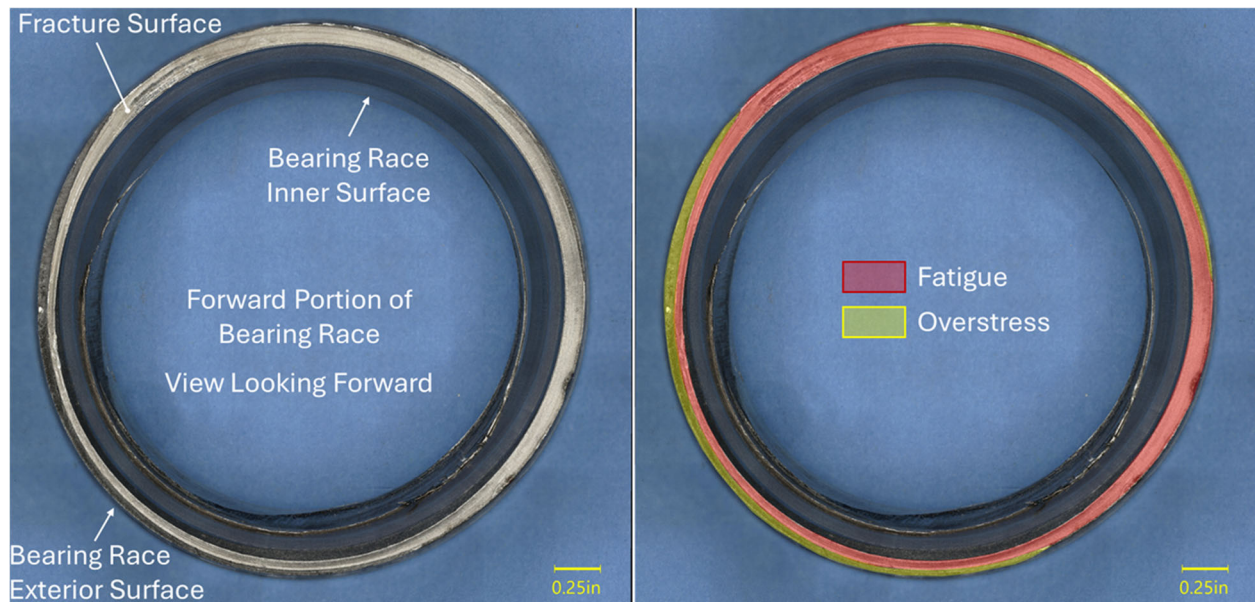 Fracture Surface
Bearing Race
Inner Surface
Forward Portion of
Bearing Race
View Looking Forward
Bearing Race
Exterior Surface
0.25in
Fatigue
Overstress
0.25in